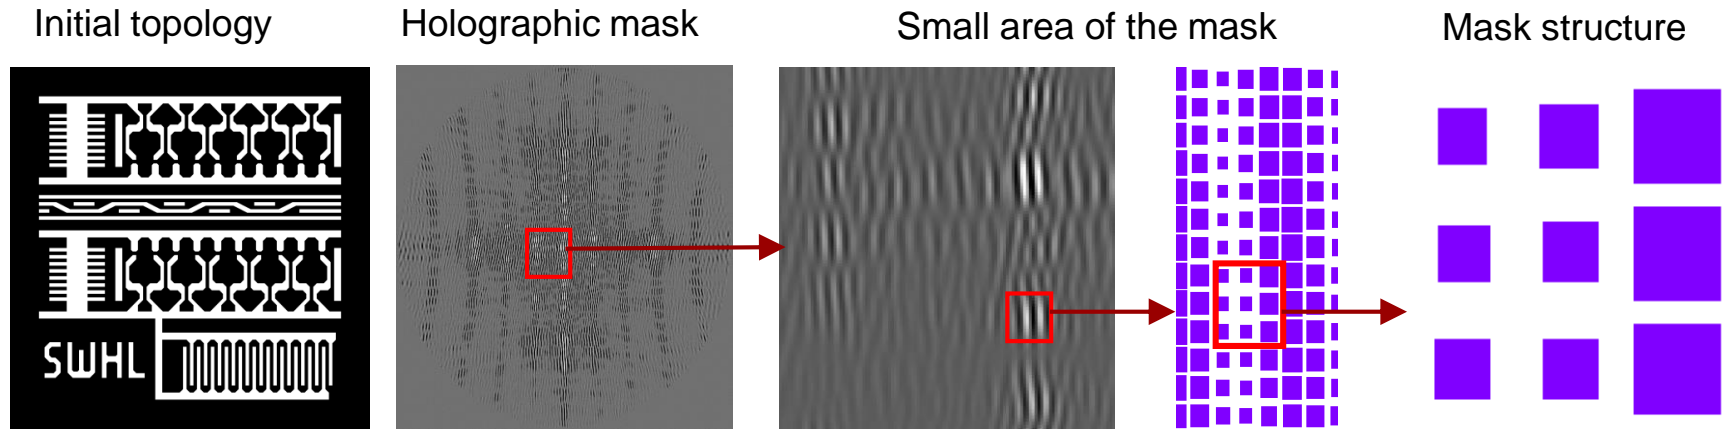 Initial topology
Holographic mask
Small area of the mask
Mask structure
SWHL